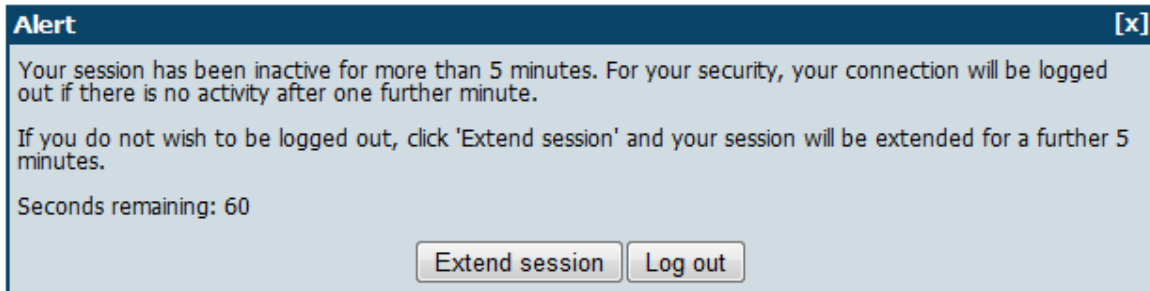 Alert [x]
Your session has been inactive for more than 5 minutes. For your security, your connection will be logged
out if there is no activity after one further minute.
If you do not wish to be logged out, click 'Extend session' and your session will be extended for a further 5
minutes.
Seconds remaining: 60
Extend session Log out